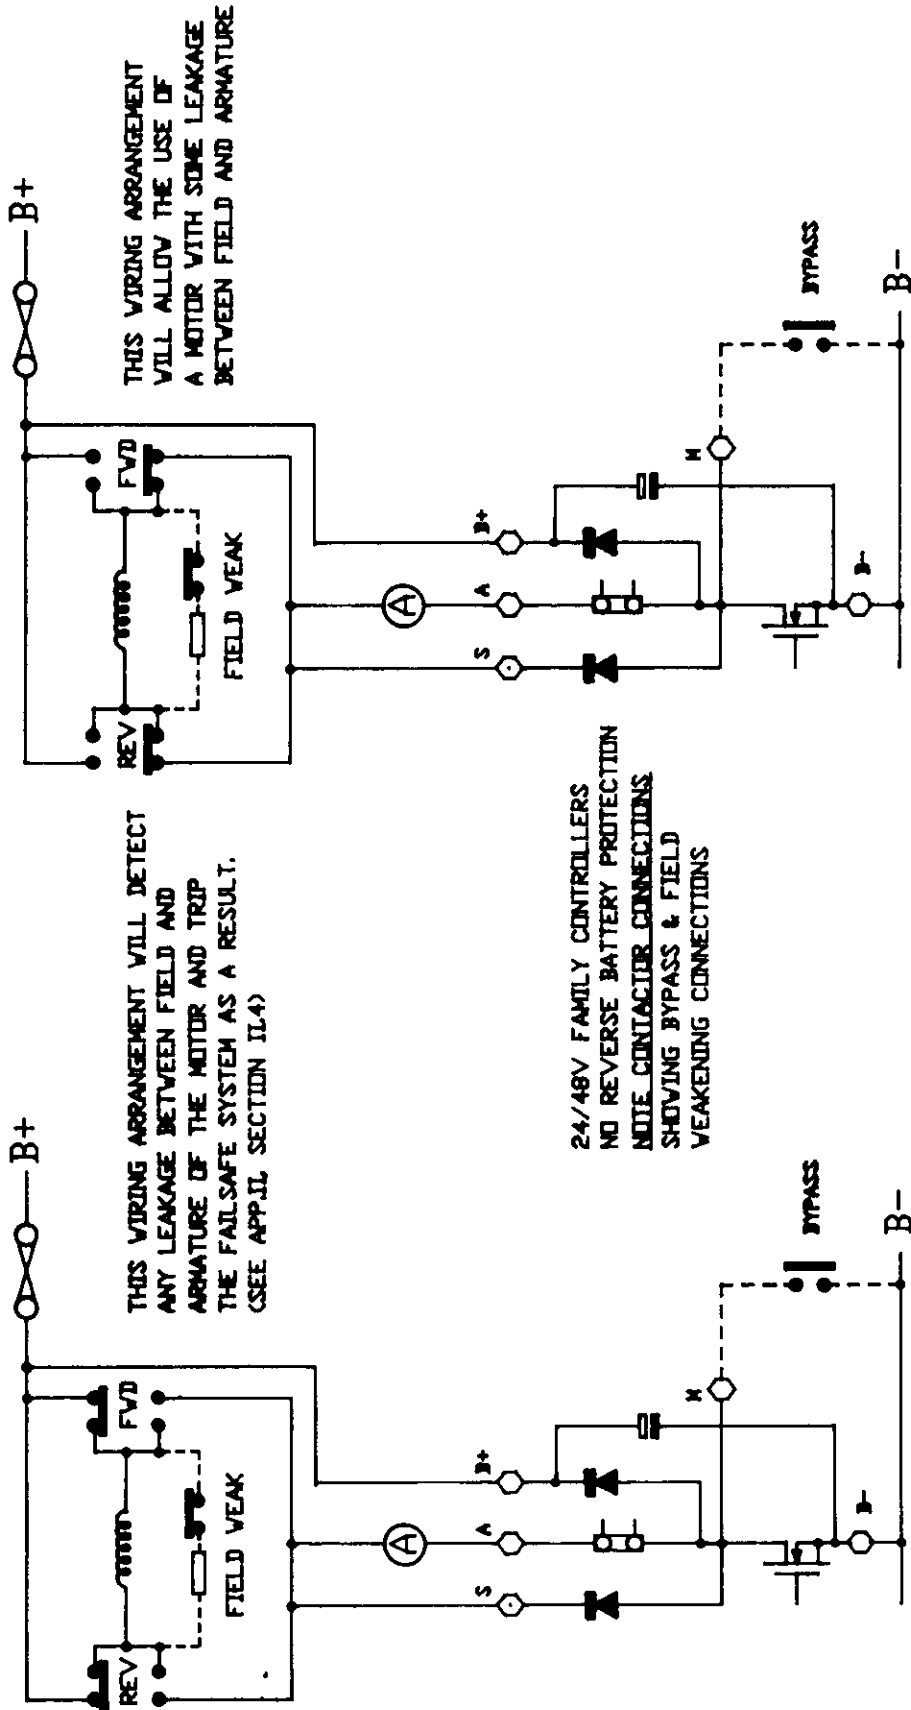 B+
THIS WIRING ARRANGEMENT
WILL ALLOW THE USE OF
A MOTOR WITH SOME LEAKAGE
BETWEEN FIELD AND ARMATURE
FWD
REV
FIELD WEAK
A
S
A
B+
M
BYPASS
B-
B-
24/48V FAMILY CONTROLLERS
NO REVERSE BATTERY PROTECTION
NOTE CONTACTOR CONNECTIONS
SHOWING BYPASS & FIELD
WEAKENING CONNECTIONS
B+
THIS WIRING ARRANGEMENT WILL DETECT
ANY LEAKAGE BETWEEN FIELD AND
ARMATURE OF THE MOTOR AND TRIP
THE FAILSAFE SYSTEM AS A RESULT.
(SEE APP.II. SECTION II.4)
FWD
REV
FIELD WEAK
A
S
A
B+
M
BYPASS
B-
B-